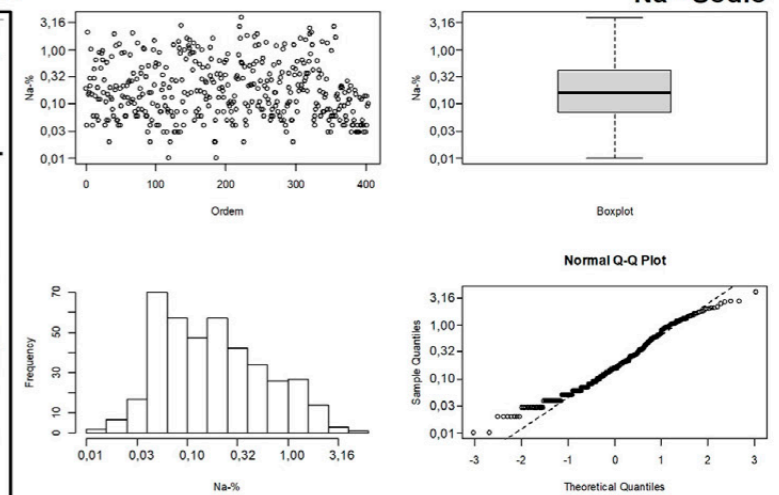 Na-%
3,16
1,00
0,32
0,10
0,03
0,01
0 100 200 300 400
Ordem
Na-%
3,16
1,00
0,32
0,10
0,03
0,01
Boxplot
Frequency
70
50
30
10
0
0,01 0,03 0,10 0,32 1,00 3,16
Na-%
Normal Q-Q Plot
Sample Quantiles
3,16
1,00
0,32
0,10
0,03
0,01
-3 -2 -1 0 1 2 3
Theoretical Quantiles